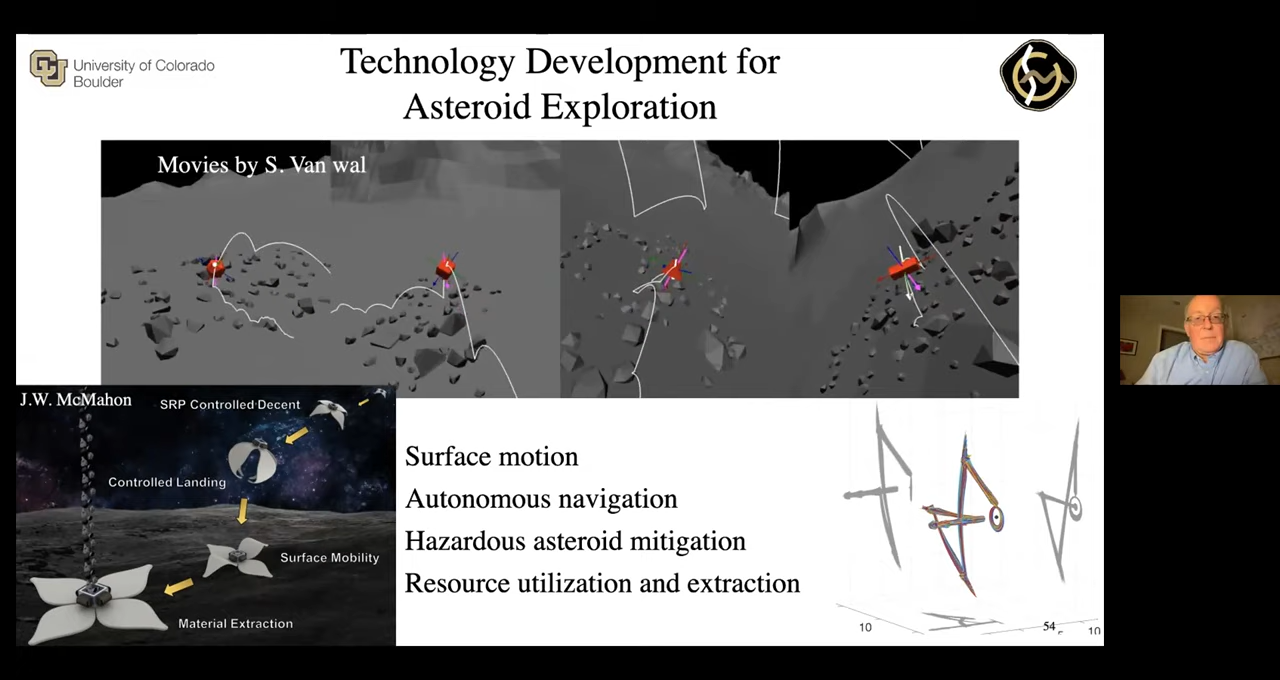 University of Colorado
Boulder
Technology Development for
Asteroid Exploration
Movies by S. Van wal
J.W. McMahon
SRP Controlled Decent
Controlled Landing
Surface Mobility
Material Extraction
Surface motion
Autonomous navigation
Hazardous asteroid mitigation
Resource utilization and extraction
10
54
10